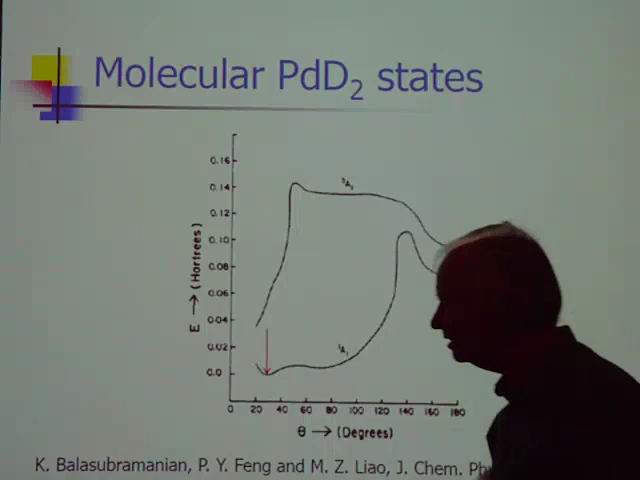 Molecular PdD2 states
0.16
0.14
0.12
0.10
0.08
0.06
0.04
0.02
0.0
E → (Hartrees)
³A₁
¹A₁
0 20 40 60 80 100 120 140 160 180
θ → (Degrees)
K. Balasubramanian, P. Y. Feng and M. Z. Liao, J. Chem.